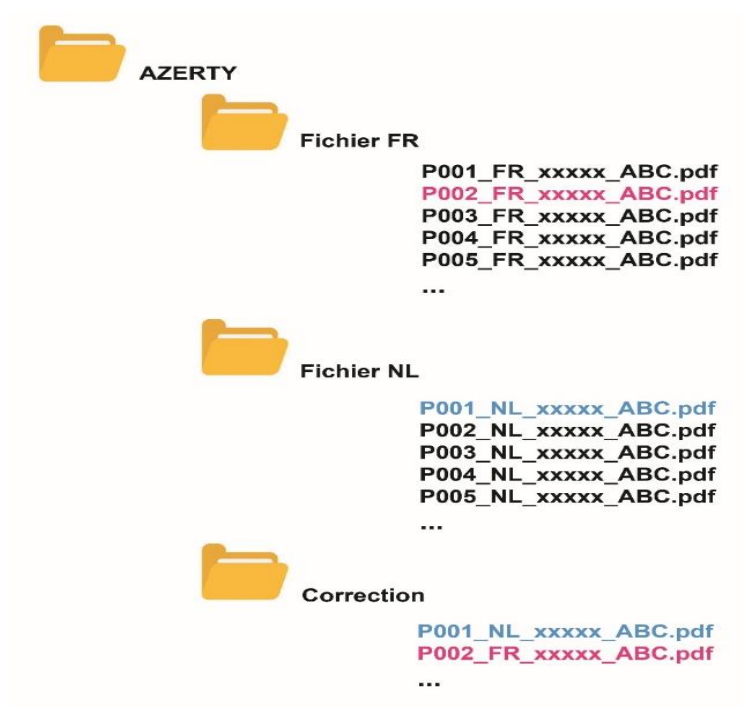 AZERTY
Fichier FR
P001_FR_xxxxx_ABC.pdf
P002_FR_xxxxx_ABC.pdf
P003_FR_xxxxx_ABC.pdf
P004_FR_xxxxx_ABC.pdf
P005_FR_xxxxx_ABC.pdf
...
Fichier NL
P001_NL_xxxxx_ABC.pdf
P002_NL_xxxxx_ABC.pdf
P003_NL_xxxxx_ABC.pdf
P004_NL_xxxxx_ABC.pdf
P005_NL_xxxxx_ABC.pdf
...
Correction
P001_NL_xxxxx_ABC.pdf
P002_FR_xxxxx_ABC.pdf
...